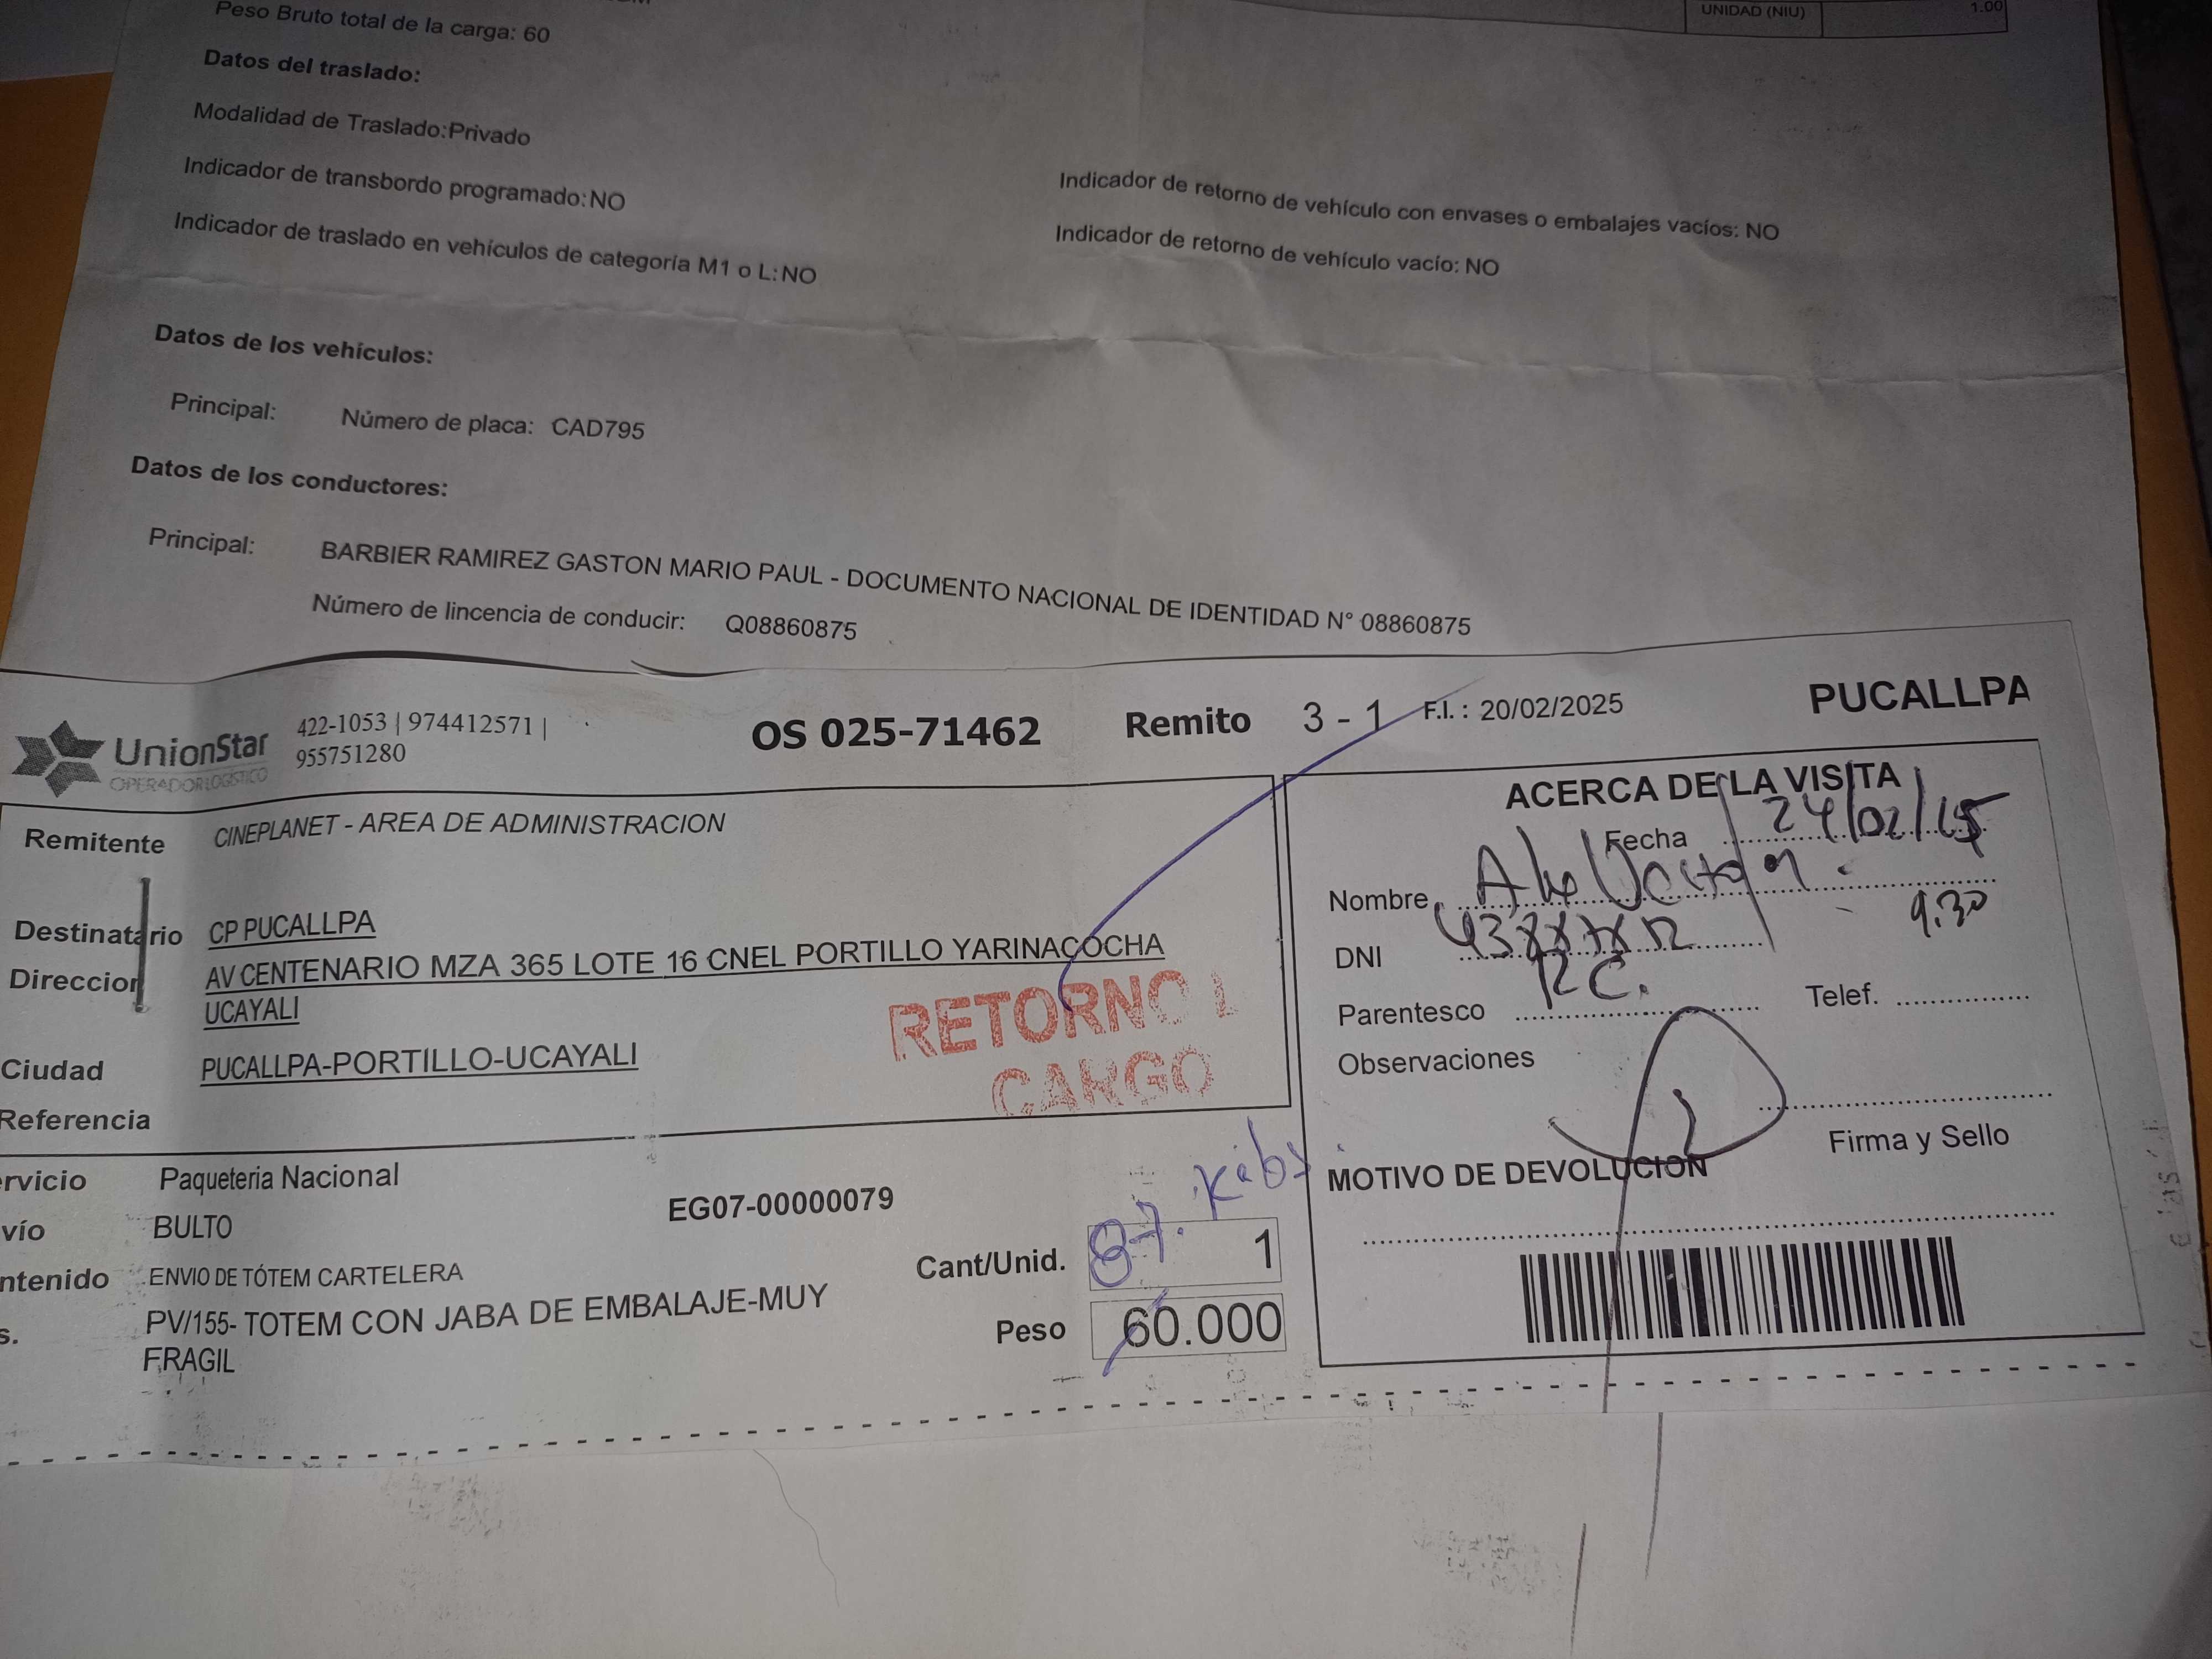 Peso Bruto total de la carga: 60
UNIDAD (NIU) 1.00
Datos del traslado:
Modalidad de Traslado:Privado
Indicador de transbordo programado:NO
Indicador de retorno de vehículo con envases o embalajes vacíos: NO
Indicador de traslado en vehículos de categoría M1 o L:NO
Indicador de retorno de vehículo vacío: NO
Datos de los vehículos:
Principal: Número de placa: CAD795
Datos de los conductores:
Principal: BARBIER RAMIREZ GASTON MARIO PAUL - DOCUMENTO NACIONAL DE IDENTIDAD N° 08860875
Número de lincencia de conducir: Q08860875
UnionStar
OPERADOR LOGÍSTICO
422-1053 | 974412571 |
955751280
OS 025-71462 Remito 3 - 1 F.I. : 20/02/2025 PUCALLPA
Remitente CINEPLANET - AREA DE ADMINISTRACION
Destinatario CP PUCALLPA
Direccion AV CENTENARIO MZA 365 LOTE 16 CNEL PORTILLO YARINACOCHA
UCAYALI
Ciudad PUCALLPA-PORTILLO-UCAYALI
Referencia
RETORNO
CARGO
rvicio Paqueteria Nacional
vío BULTO
EG07-00000079
ntenido ENVIO DE TÓTEM CARTELERA
s. PV/155- TOTEM CON JABA DE EMBALAJE-MUY
FRAGIL
87.
Cant/Unid. 1
Peso 60.000
ACERCA DE LA VISITA
Fecha 24/02/
Nombre
9.30
DNI
Parentesco
Telef.
Observaciones
Firma y Sello
MOTIVO DE DEVOLUCION